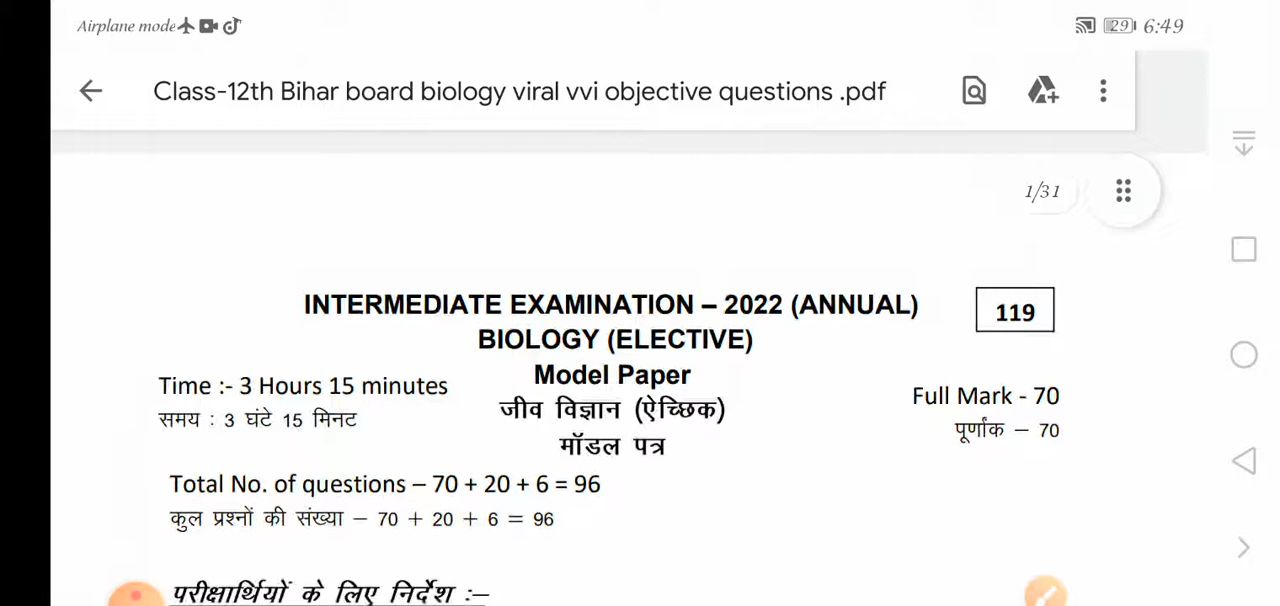 Airplane mode 29 6:49
Class-12th Bihar board biology viral vvi objective questions .pdf
1/31
INTERMEDIATE EXAMINATION – 2022 (ANNUAL) 119
BIOLOGY (ELECTIVE)
Model Paper
Time :- 3 Hours 15 minutes Full Mark - 70
जीव विज्ञान (ऐच्छिक)
समय : 3 घंटे 15 मिनट पूर्णांक – 70
मॉडल पत्र
Total No. of questions – 70 + 20 + 6 = 96
कुल प्रश्नों की संख्या – 70 + 20 + 6 = 96
परीक्षार्थियों के लिए निर्देश :–